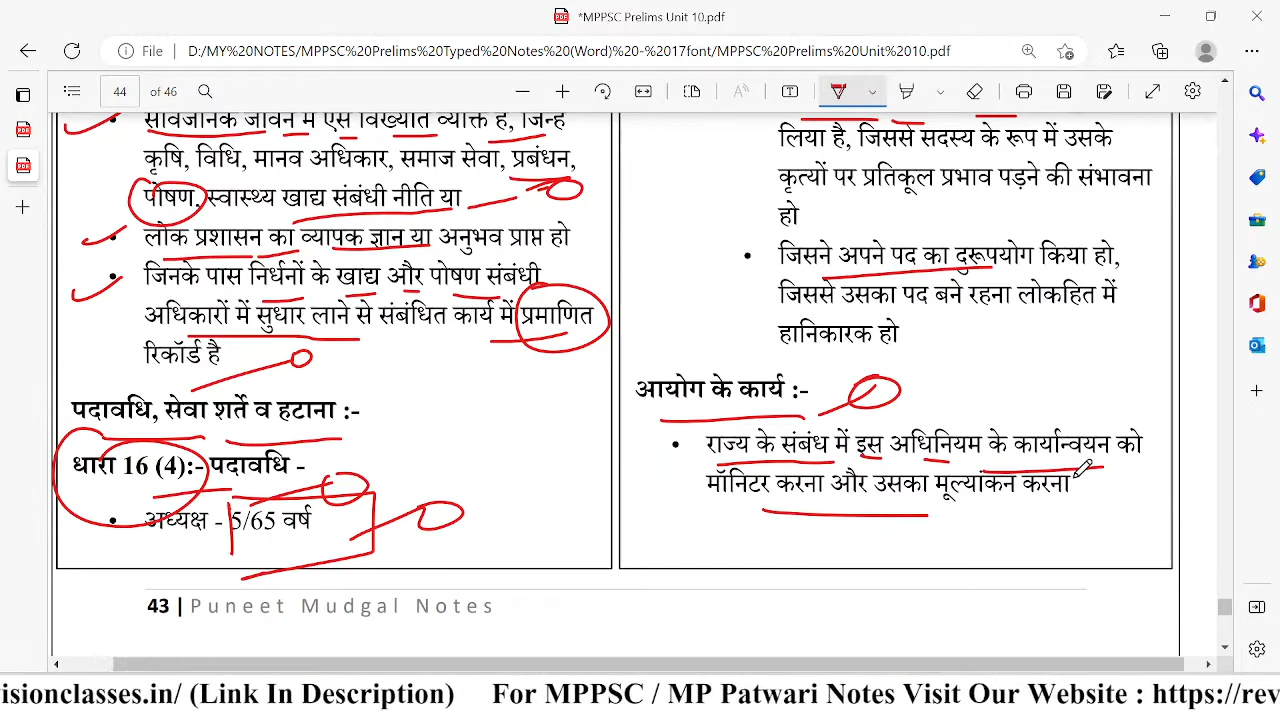 *MPPSC Prelims Unit 10.pdf
File
D:/MY%20NOTES/MPPSC%20Prelims%20Typed%20Notes%20(Word)%20-%2017font/MPPSC%20Prelims%20Unit%2010.pdf
44 of 46
सार्वजनिक जीवन में ऐसे विख्यात व्यक्ति है, जिन्हें
कृषि, विधि, मानव अधिकार, समाज सेवा, प्रबंधन,
पोषण, स्वास्थ्य खाद्य संबंधी नीति या
• लोक प्रशासन का व्यापक ज्ञान या अनुभव प्राप्त हो
• जिनके पास निर्धनों के खाद्य और पोषण संबंधी
अधिकारों में सुधार लाने से संबंधित कार्य में प्रमाणित
रिकॉर्ड है
पदावधि, सेवा शर्ते व हटाना :-
धारा 16 (4):- पदावधि -
• अध्यक्ष - 5/65 वर्ष
लिया है, जिससे सदस्य के रूप में उसके
कृत्यों पर प्रतिकूल प्रभाव पड़ने की संभावना
हो
• जिसने अपने पद का दुरूपयोग किया हो,
जिससे उसका पद बने रहना लोकहित में
हानिकारक हो
आयोग के कार्य :-
• राज्य के संबंध में इस अधिनियम के कार्यान्वयन को
मॉनिटर करना और उसका मूल्यांकन करना
43 | Puneet Mudgal Notes
visionclasses.in/ (Link In Description) For MPPSC / MP Patwari Notes Visit Our Website : https://rev